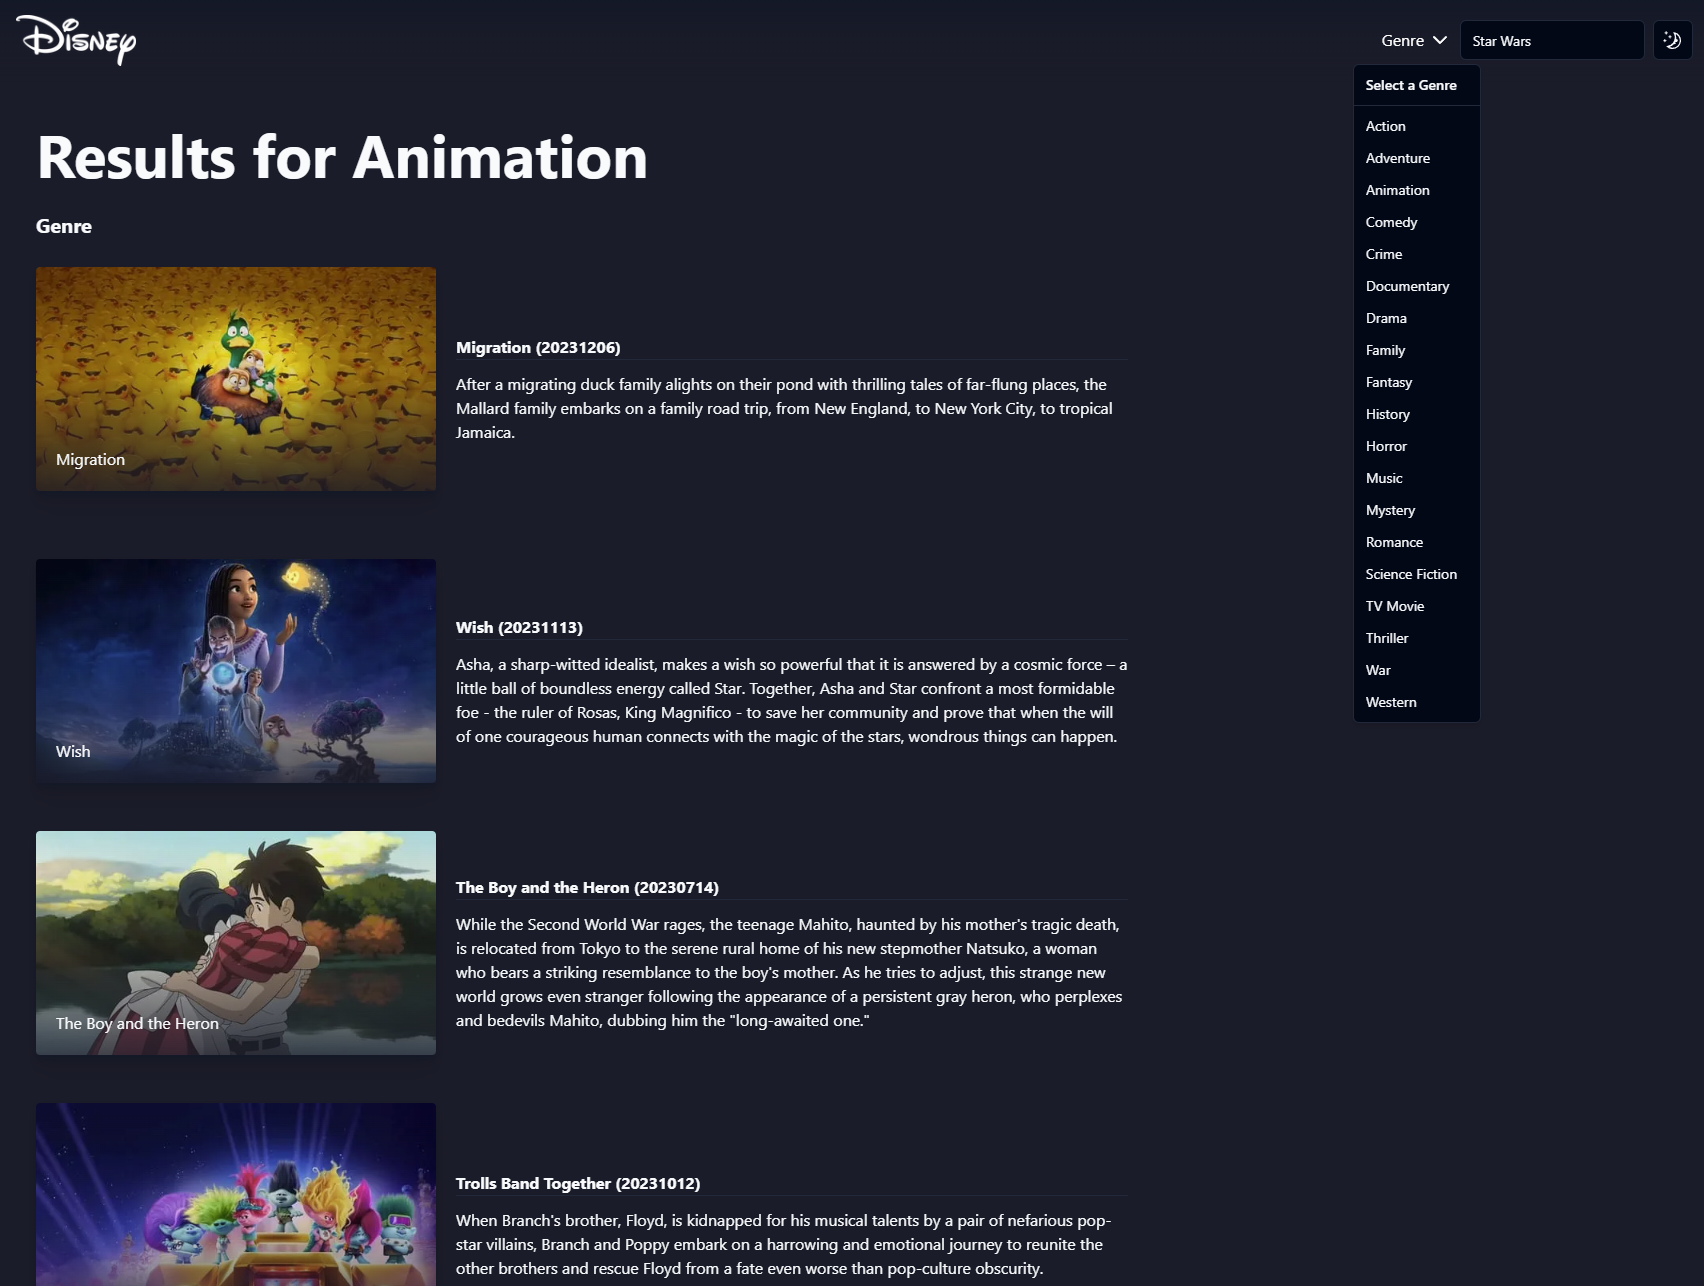 Disney
Genre
Star Wars
Select a Genre
Action
Adventure
Animation
Comedy
Crime
Documentary
Drama
Family
Fantasy
History
Horror
Music
Mystery
Romance
Science Fiction
TV Movie
Thriller
War
Western
Results for Animation
Genre
Migration
Migration (20231206)
After a migrating duck family alights on their pond with thrilling tales of far-flung places, the
Mallard family embarks on a family road trip, from New England, to New York City, to tropical
Jamaica.
Wish
Wish (20231113)
Asha, a sharp-witted idealist, makes a wish so powerful that it is answered by a cosmic force – a
little ball of boundless energy called Star. Together, Asha and Star confront a most formidable
foe - the ruler of Rosas, King Magnifico - to save her community and prove that when the will
of one courageous human connects with the magic of the stars, wondrous things can happen.
The Boy and the Heron
The Boy and the Heron (20230714)
While the Second World War rages, the teenage Mahito, haunted by his mother's tragic death,
is relocated from Tokyo to the serene rural home of his new stepmother Natsuko, a woman
who bears a striking resemblance to the boy's mother. As he tries to adjust, this strange new
world grows even stranger following the appearance of a persistent gray heron, who perplexes
and bedevils Mahito, dubbing him the "long-awaited one."
Trolls Band Together (20231012)
When Branch's brother, Floyd, is kidnapped for his musical talents by a pair of nefarious pop-
star villains, Branch and Poppy embark on a harrowing and emotional journey to reunite the
other brothers and rescue Floyd from a fate even worse than pop-culture obscurity.